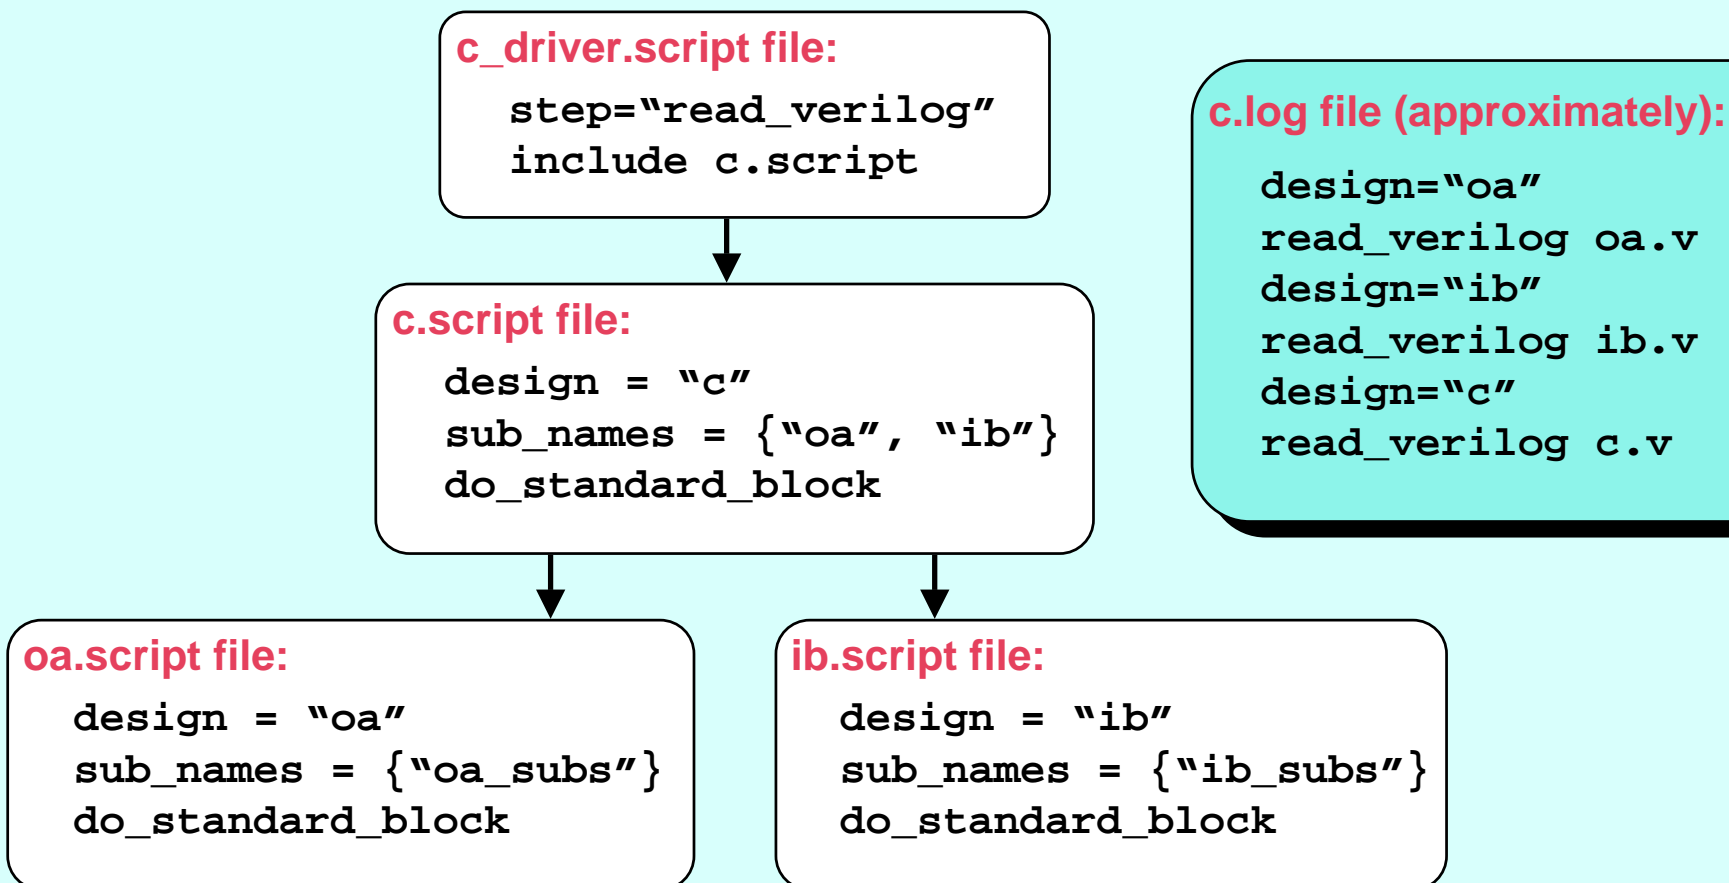 c_driver.script file:
step=“read_verilog”
include c.script
c.log file (approximately):
design=“oa”
read_verilog oa.v
design=“ib”
read_verilog ib.v
design=“c”
read_verilog c.v
c.script file:
design = “c”
sub_names = {“oa”, “ib”}
do_standard_block
oa.script file:
design = “oa”
sub_names = {“oa_subs”}
do_standard_block
ib.script file:
design = “ib”
sub_names = {“ib_subs”}
do_standard_block